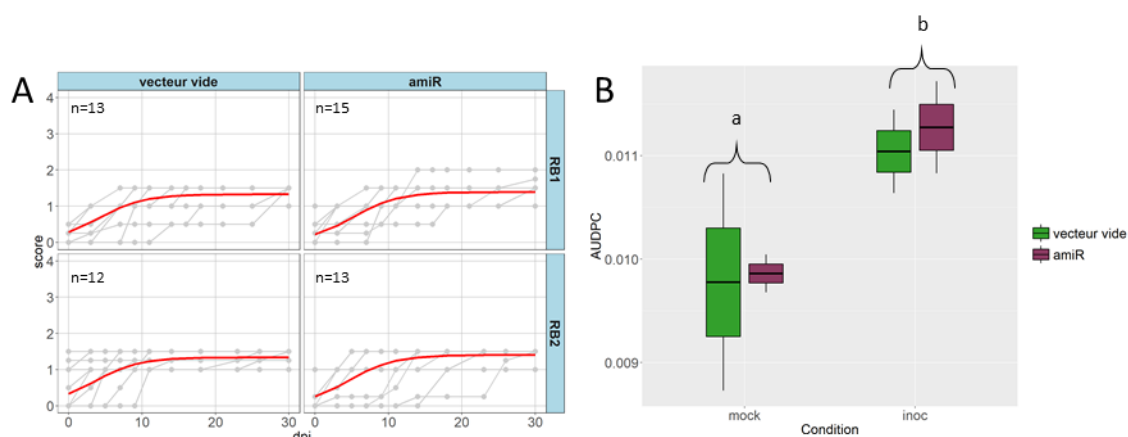 A
vecteur vide
amiR
n=13
n=15
RB1
n=12
n=13
RB2
score
4
3
2
1
0
4
3
2
1
0
0 10 20 30
0 10 20 30
dpi
B
a
b
0.011
0.010
0.009
AUDPC
mock
inoc
Condition
vecteur vide
amiR